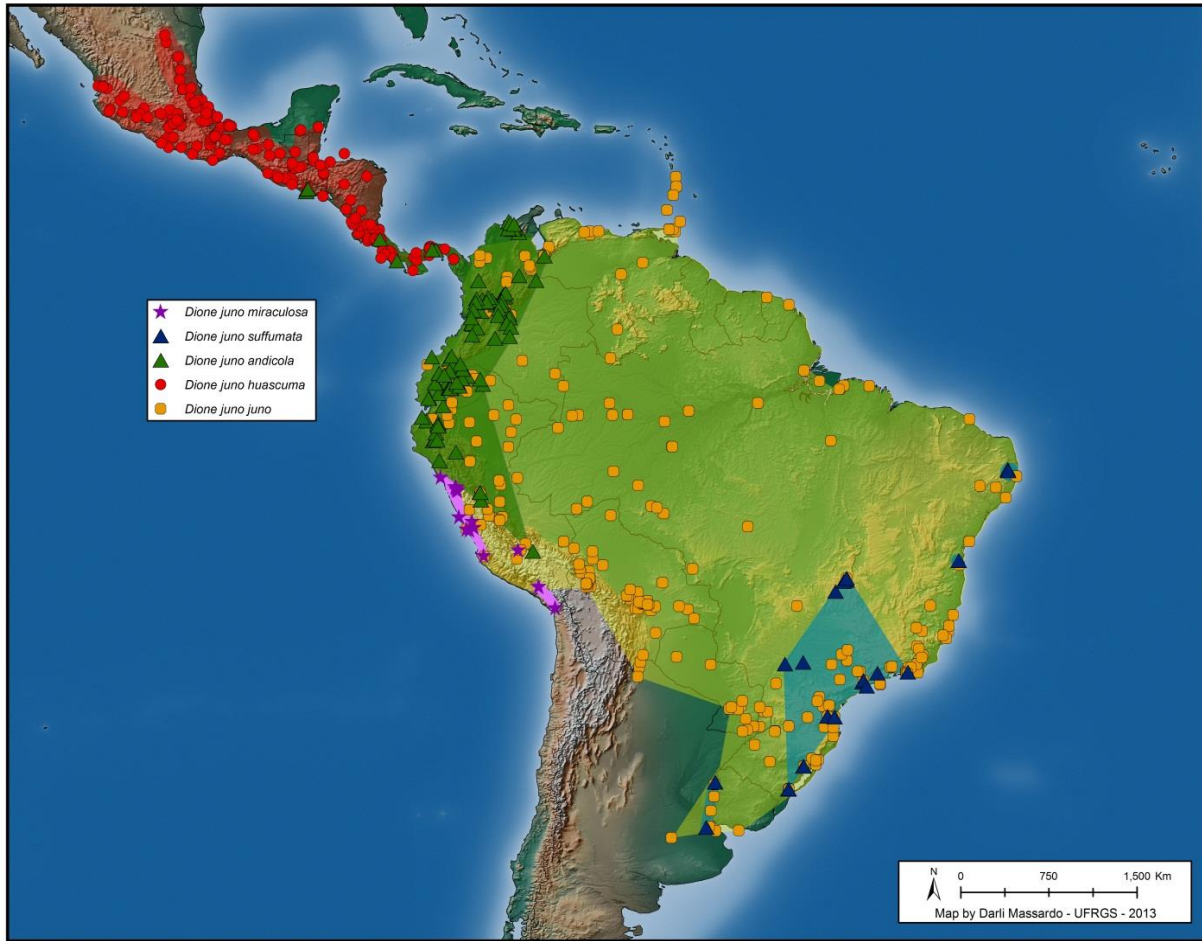 Dione juno miraculosa
Dione juno suffumata
Dione juno andicola
Dione juno huascuma
Dione juno juno
N
0 750 1,500 Km
Map by Darli Massardo - UFRGS - 2013